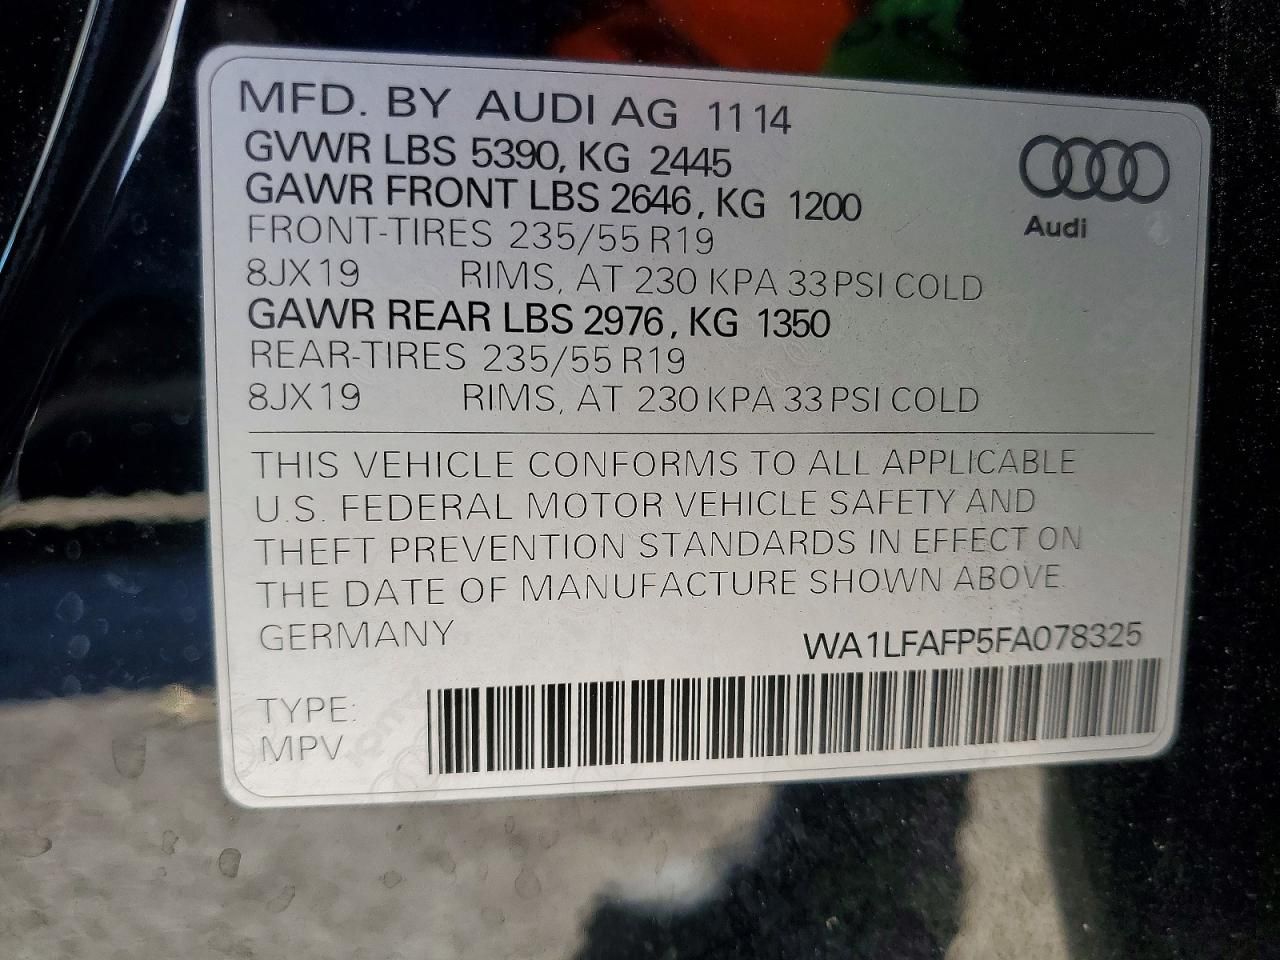 MFD. BY AUDI AG 11 14
GVWR LBS 5390, KG 2445
GAWR FRONT LBS 2646, KG 1200
FRONT-TIRES 235/55 R19
8JX19 RIMS, AT 230 KPA 33 PSI COLD
GAWR REAR LBS 2976, KG 1350
REAR-TIRES 235/55 R19
8JX19 RIMS, AT 230 KPA 33 PSI COLD
Audi
THIS VEHICLE CONFORMS TO ALL APPLICABLE
U.S. FEDERAL MOTOR VEHICLE SAFETY AND
THEFT PREVENTION STANDARDS IN EFFECT ON
THE DATE OF MANUFACTURE SHOWN ABOVE.
GERMANY WA1LFAFP5FA078325
TYPE:
MPV